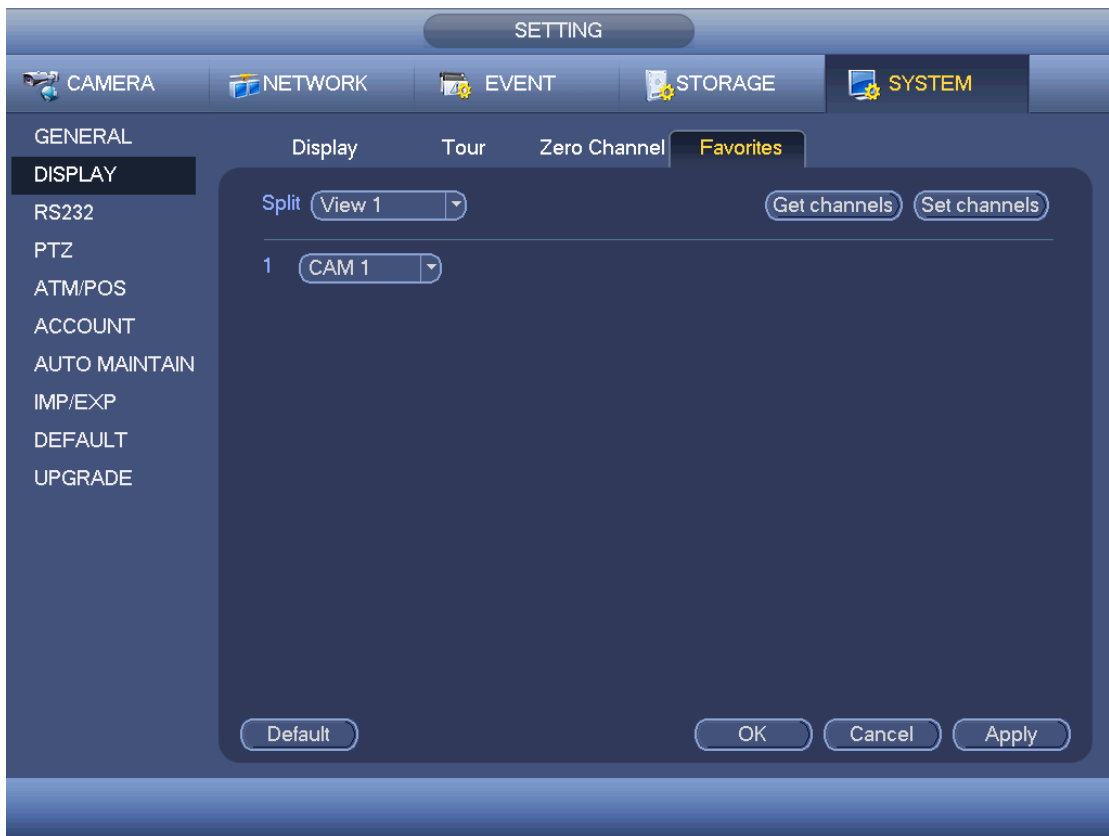 SETTING
CAMERA NETWORK EVENT STORAGE SYSTEM
GENERAL
DISPLAY
RS232
PTZ
ATM/POS
ACCOUNT
AUTO MAINTAIN
IMP/EXP
DEFAULT
UPGRADE
Display Tour Zero Channel Favorites
Split View 1 Get channels Set channels
1 CAM 1
Default OK Cancel Apply